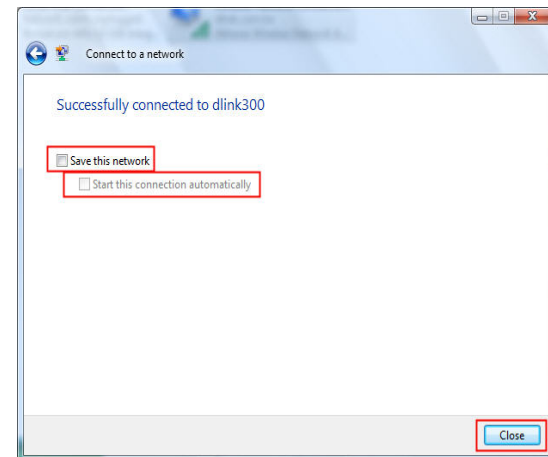 Connect to a network
Successfully connected to dlink300
Save this network
Start this connection automatically
Close